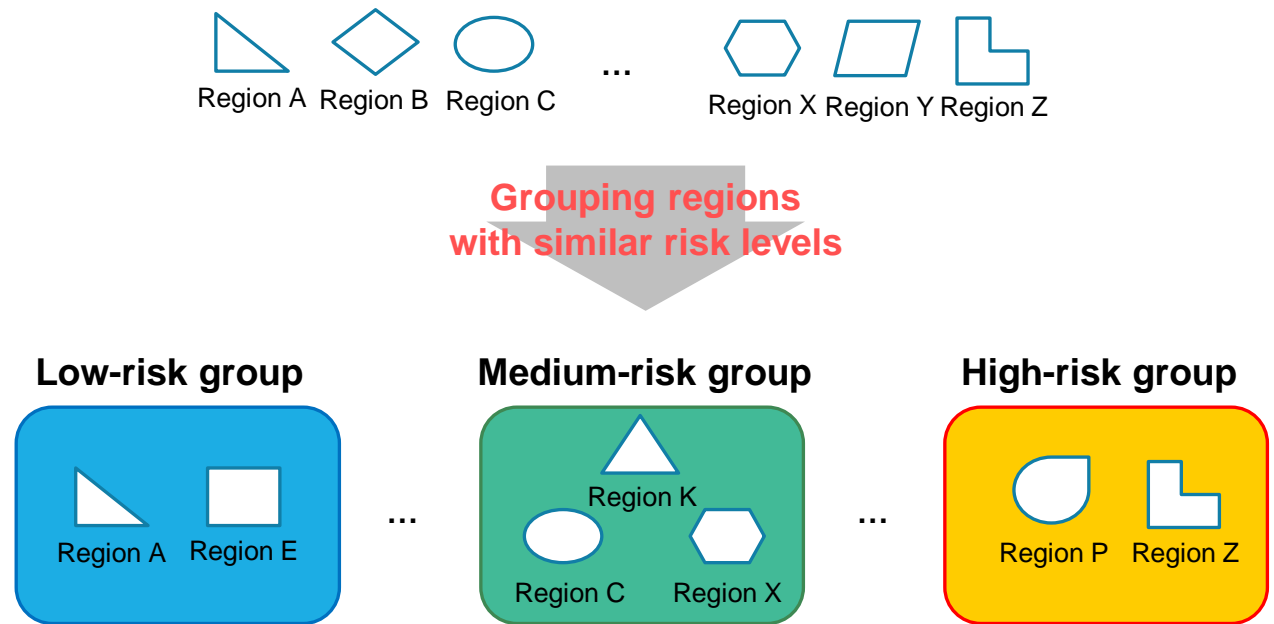 ...
Region A Region B Region C Region X Region Y Region Z
Grouping regions
with similar risk levels
Low-risk group Medium-risk group High-risk group
Region K
... ...
Region A Region E Region P Region Z
Region C Region X